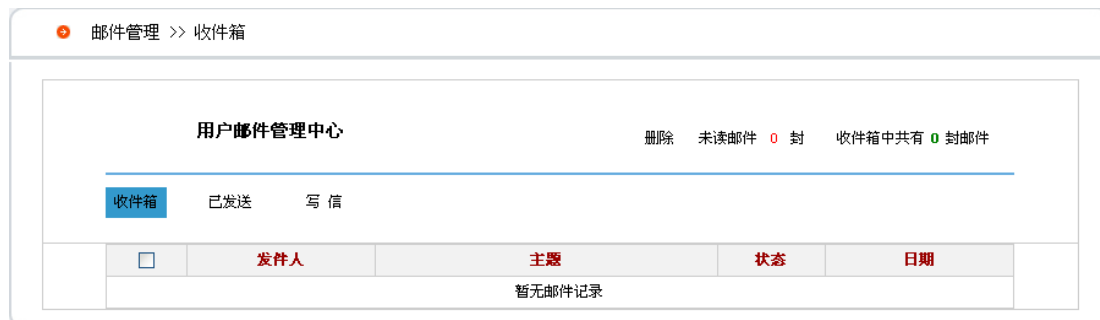 邮件管理 >> 收件箱
用户邮件管理中心 删除 未读邮件 0 封 收件箱中共有 0 封邮件
收件箱 已发送 写 信
发件人 主题 状态 日期
暂无邮件记录